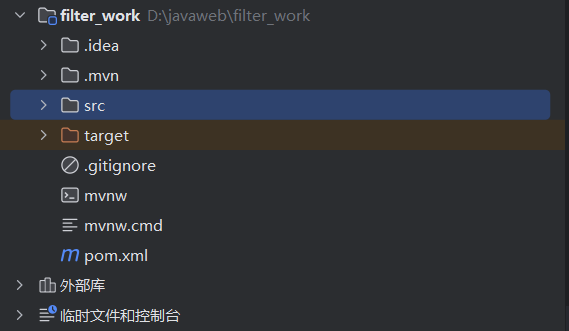 filter_work D:\javaweb\filter_work
.idea
.mvn
src
target
.gitignore
mvnw
mvnw.cmd
pom.xml
外部库
临时文件和控制台